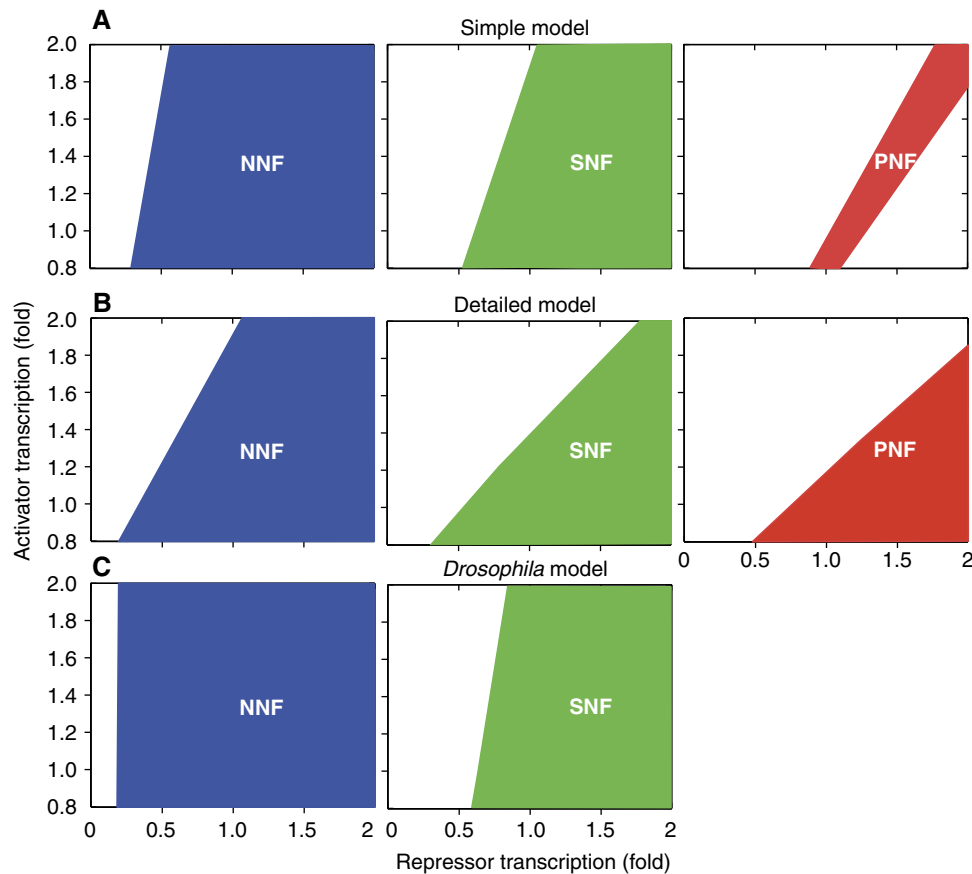 A
Simple model
2.0
1.8
1.6
1.4
1.2
1.0
0.8
NNF
SNF
PNF
B
Detailed model
2.0
1.8
1.6
1.4
1.2
1.0
0.8
NNF
SNF
PNF
0 0.5 1.0 1.5 2
C
Drosophila model
2.0
1.8
1.6
1.4
1.2
1.0
0.8
NNF
SNF
0 0.5 1.0 1.5 2
0 0.5 1.0 1.5 2
Activator transcription (fold)
Repressor transcription (fold)